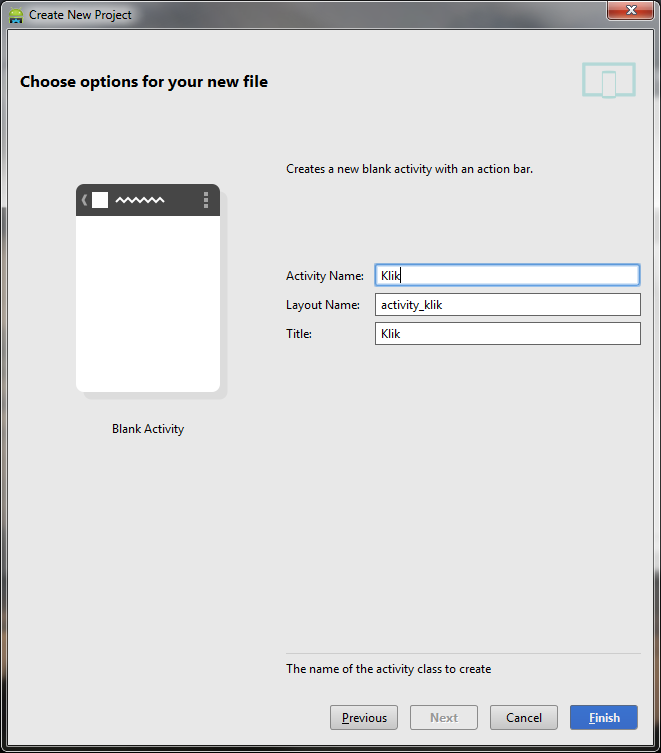 Create New Project
Choose options for your new file
Creates a new blank activity with an action bar.
Activity Name: Klik
Layout Name: activity_klik
Title: Klik
Blank Activity
The name of the activity class to create
Previous Next Cancel Finish